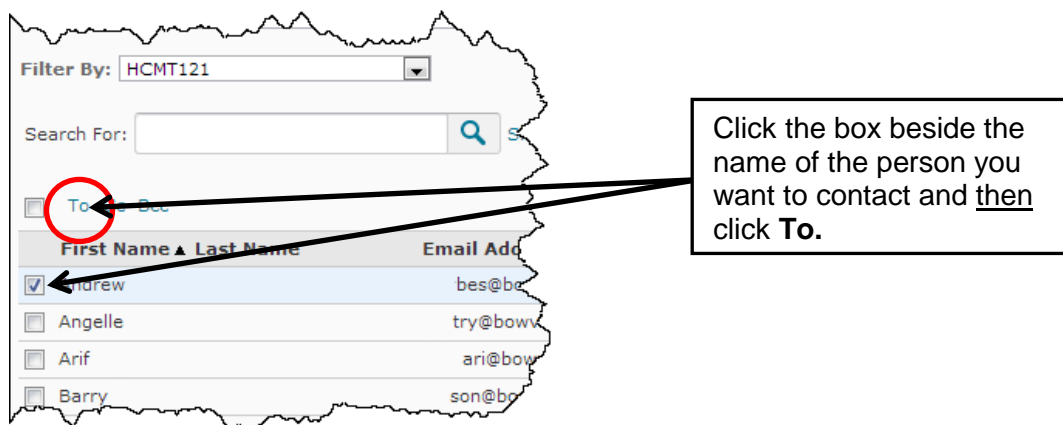 Filter By: HCMT121
Search For:
To Bcc
First Name ▲ Last Name Email Add
Andrew bes@bo
Angelle try@bowv
Arif ari@bow
Barry son@bo
Click the box beside the
name of the person you
want to contact and then
click To.